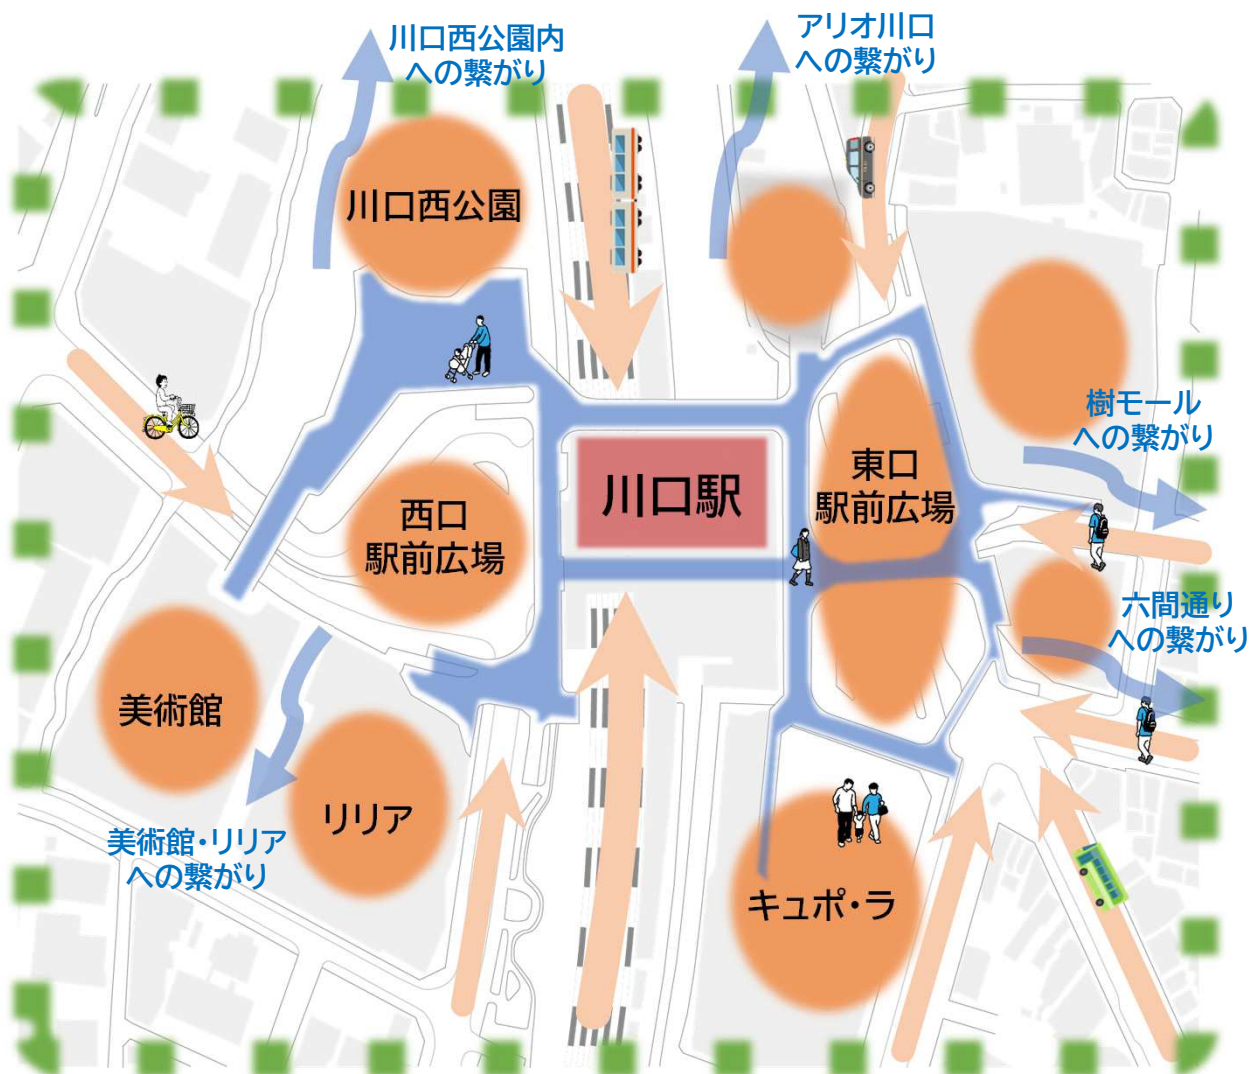 川口西公園内
への繋がり
アリオ川口
への繋がり
川口西公園
樹モール
への繋がり
川口駅
東口
駅前広場
西口
駅前広場
六間通り
への繋がり
美術館
リリア
美術館・リリア
への繋がり
キュポ・ラ